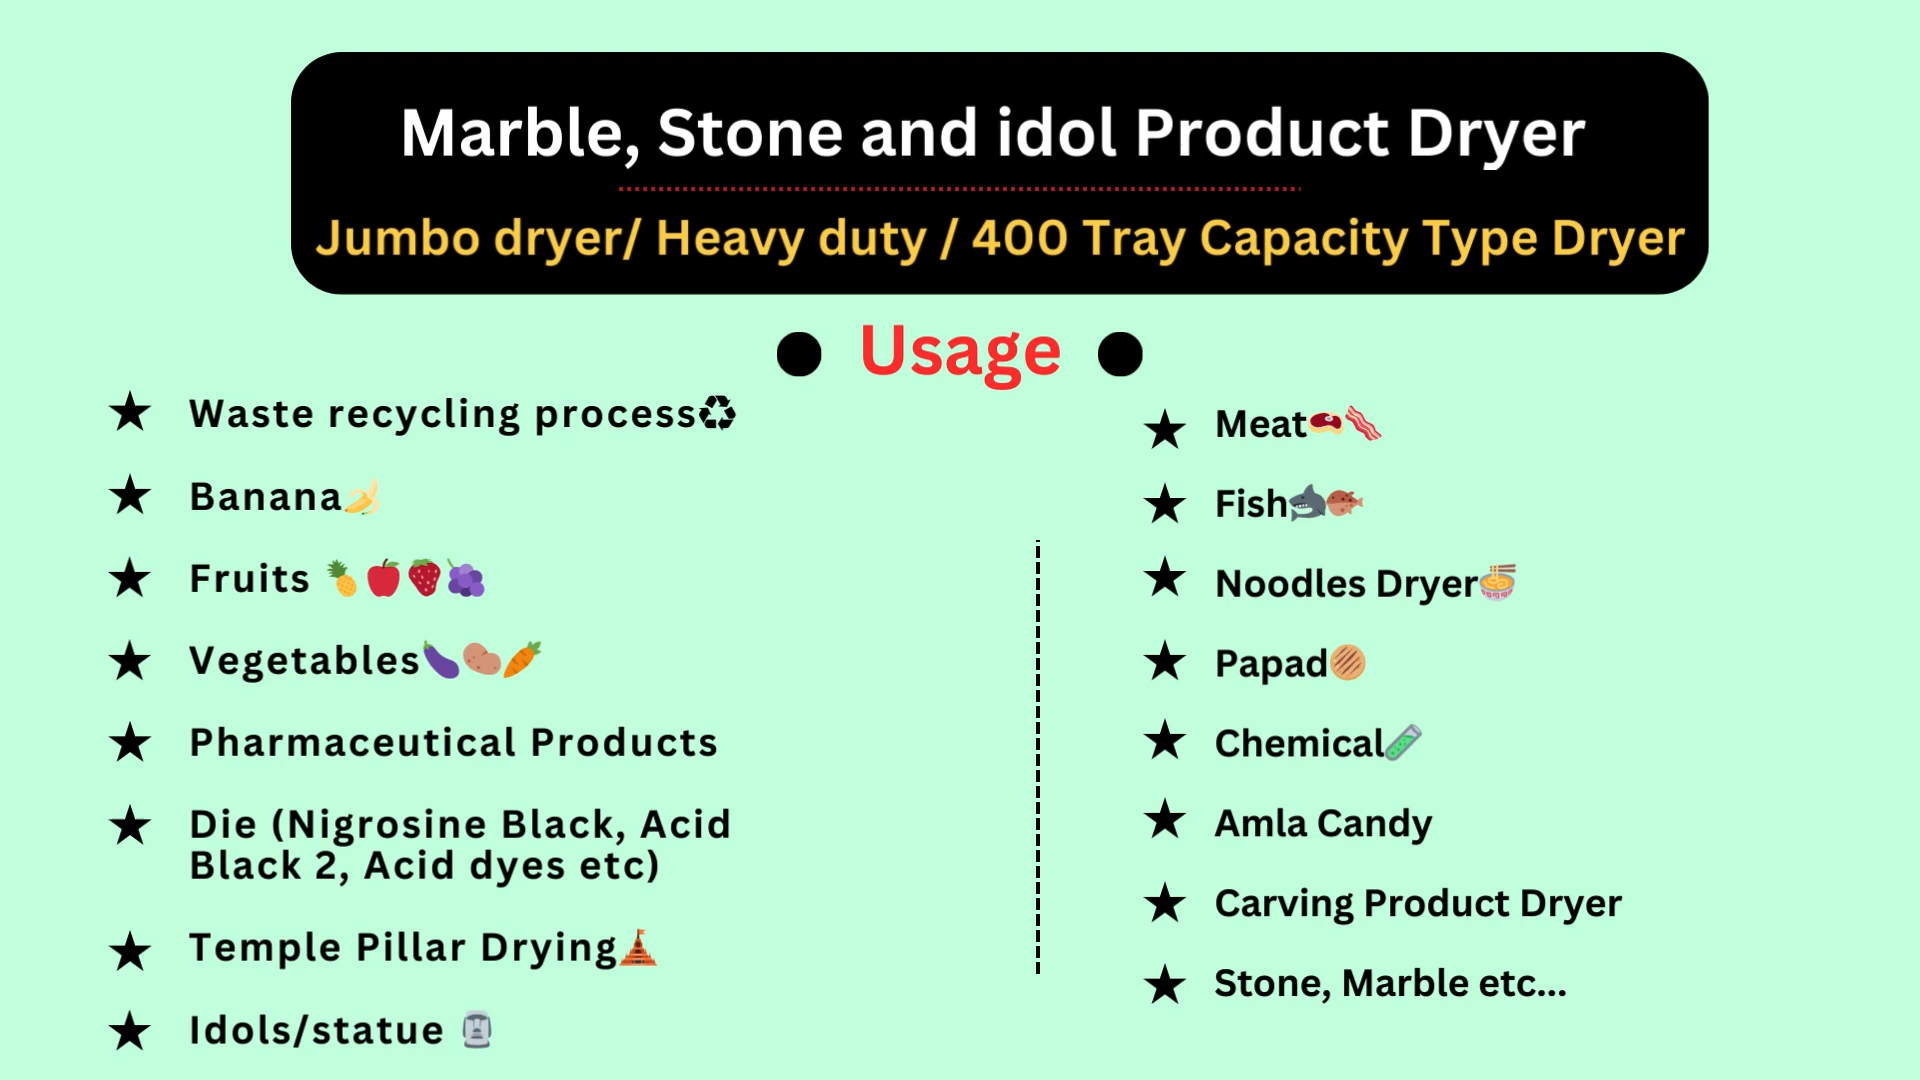 Marble, Stone and idol Product Dryer
Jumbo dryer/ Heavy duty / 400 Tray Capacity Type Dryer
Usage
★ Waste recycling process♻
★ Banana🍌
★ Fruits 🍍🍎🍓🍇
★ Vegetables🍆🥔🥕
★ Pharmaceutical Products
★ Die (Nigrosine Black, Acid
Black 2, Acid dyes etc)
★ Temple Pillar Drying🛕
★ Idols/statue 🗿
★ Meat🥩🥓
★ Fish🦈🐡
★ Noodles Dryer🍜
★ Papad🫓
★ Chemical🧪
★ Amla Candy
★ Carving Product Dryer
★ Stone, Marble etc...